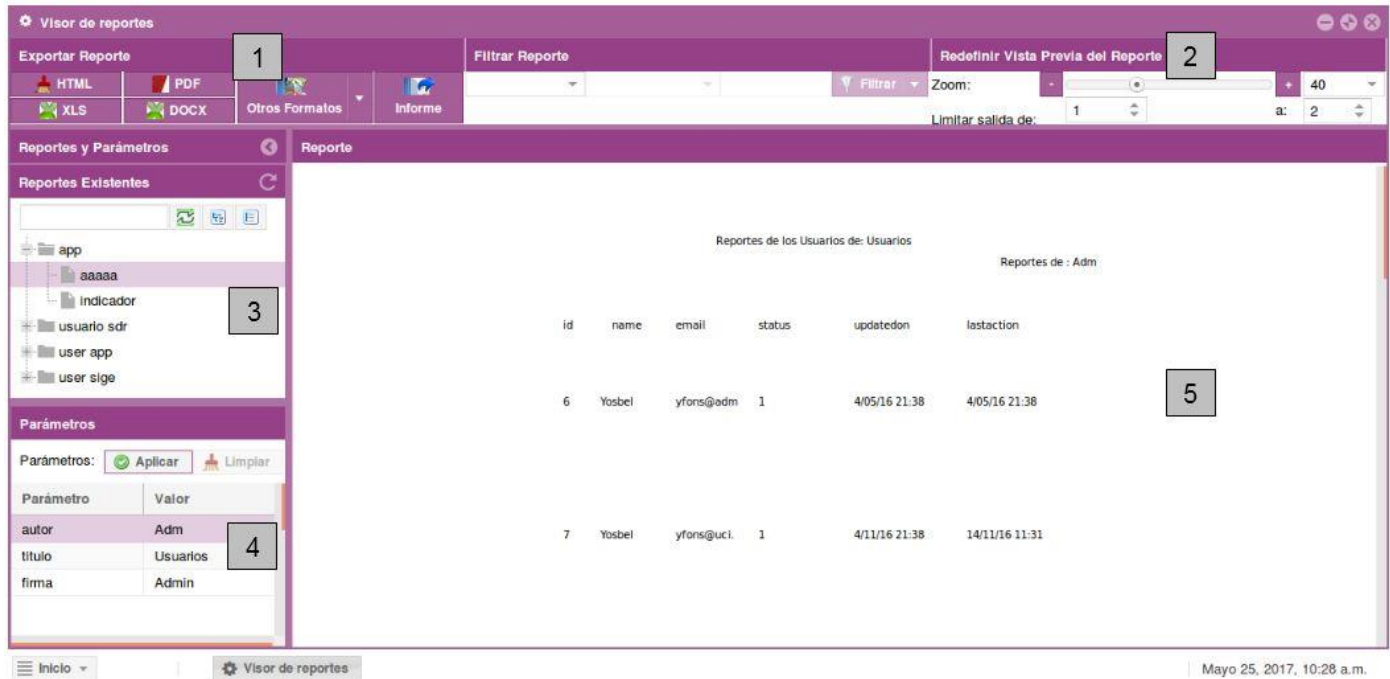 Visor de reportes
Exportar Reporte
1
Filtrar Reporte
Redefinir Vista Previa del Reporte
2
HTML
PDF
XLS
DOCX
Otros Formatos
Informe
Filtrar
Zoom:
-
+
40
Limitar salida de:
1
a:
2
Reportes y Parámetros
Reporte
Reportes Existentes
app
aaaaa
indicador
usuario sdr
user app
user sige
3
Parámetros
Parámetros:
Aplicar
Limpiar
Parámetro Valor
autor Adm
titulo Usuarios
firma Admin
4
Reportes de los Usuarios de: Usuarios
Reportes de : Adm
id name email status updatedon lastaction
6 Yosbel yfons@adm 1 4/05/16 21:38 4/05/16 21:38
5
7 Yosbel yfons@uci. 1 4/11/16 21:38 14/11/16 11:31
Inicio
Visor de reportes
Mayo 25, 2017, 10:28 a.m.